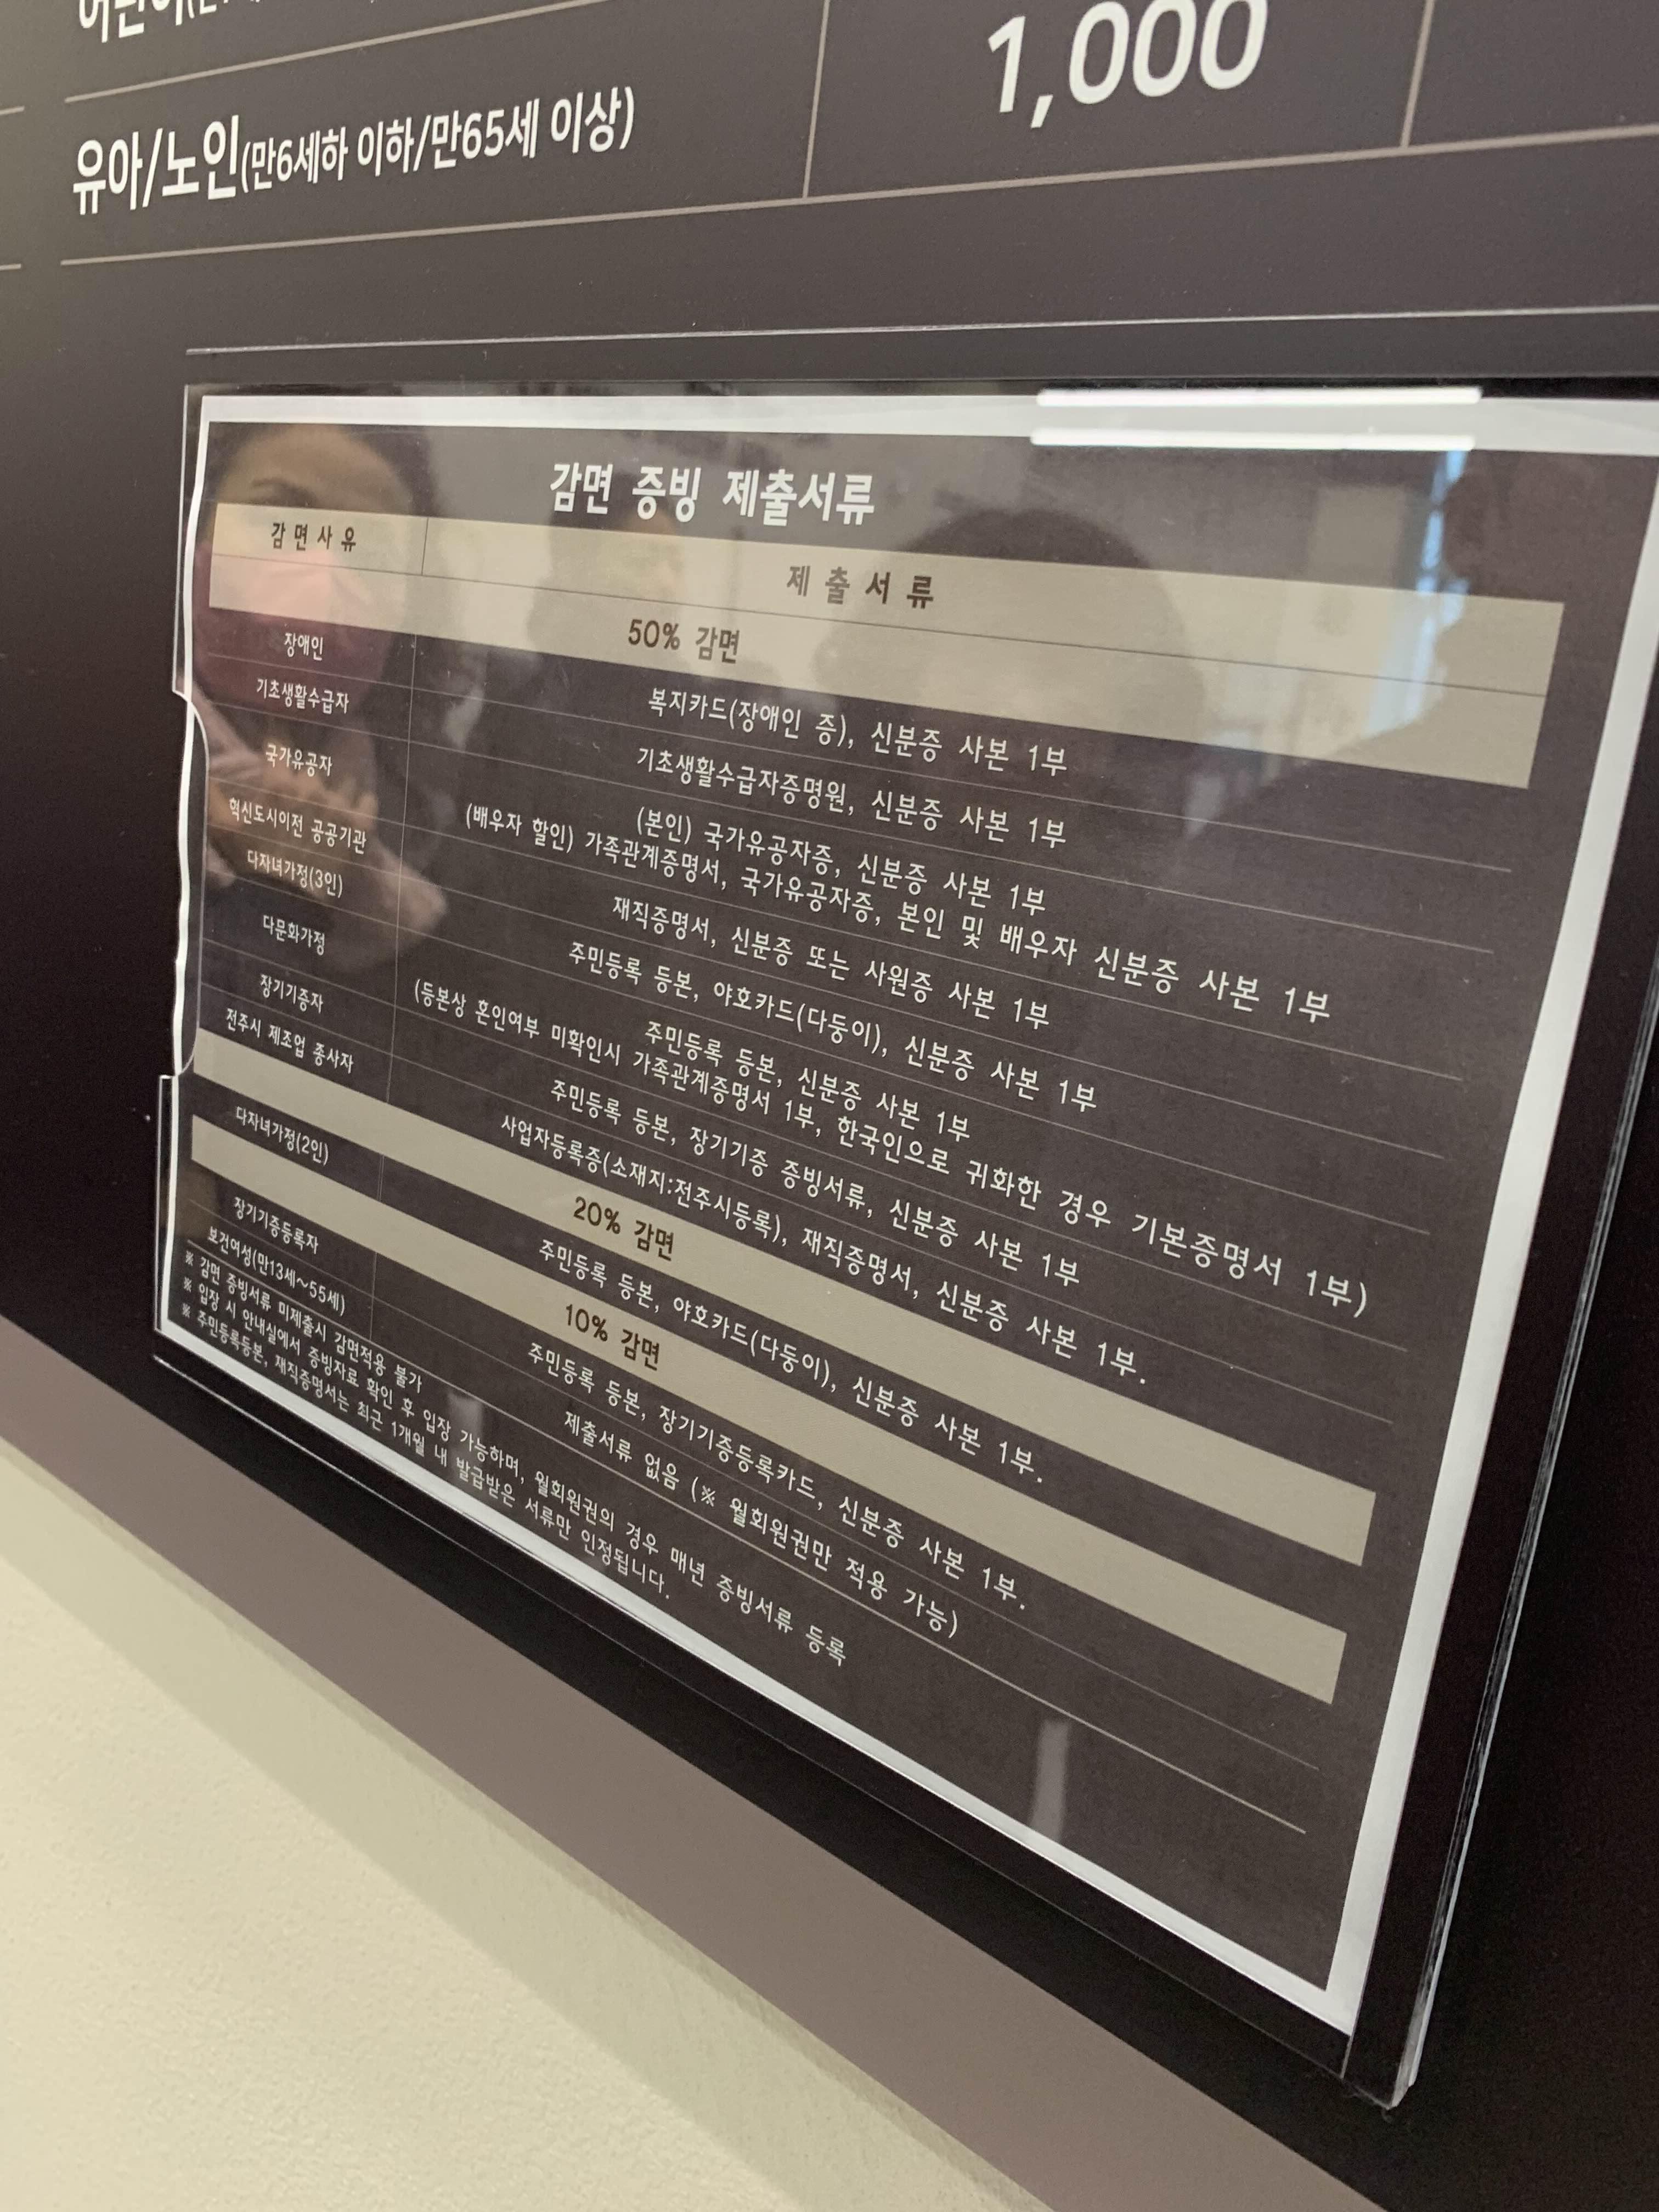 1,000
유아/노인(만6세하 이하/만65세 이상)
감면 증빙 제출서류
감 면 사 유 제 출 서 류
50% 감면
장애인 복지카드(장애인 증), 신분증 사본 1부
기초생활수급자 기초생활수급자증명원, 신분증 사본 1부
국가유공자 (본인) 국가유공자증, 신분증 사본 1부
(배우자 할인) 가족관계증명서, 국가유공자증, 본인 및 배우자 신분증 사본 1부
혁신도시이전 공공기관 재직증명서, 신분증 또는 사원증 사본 1부
다자녀가정(3인) 주민등록 등본, 야호카드(다둥이), 신분증 사본 1부
다문화가정 주민등록 등본, 신분증 사본 1부
(등본상 혼인여부 미확인시 가족관계증명서 1부, 한국인으로 귀화한 경우 기본증명서 1부)
장기기증자 주민등록 등본, 장기기증 증빙서류, 신분증 사본 1부
전주시 제조업 종사자 사업자등록증(소재지:전주시등록), 재직증명서, 신분증 사본 1부.
20% 감면
다자녀가정(2인) 주민등록 등본, 야호카드(다둥이), 신분증 사본 1부.
10% 감면
장기기증등록자 주민등록 등본, 장기기증등록카드, 신분증 사본 1부.
보건여성(만13세~55세) 제출서류 없음 (※ 월회원권만 적용 가능)
※ 감면 증빙서류 미제출시 감면적용 불가
※ 입장 시 안내실에서 증빙자료 확인 후 입장 가능하며, 월회원권의 경우 매년 증빙서류 등록
※ 주민등록등본, 재직증명서는 최근 1개월 내 발급받은 서류만 인정됩니다.